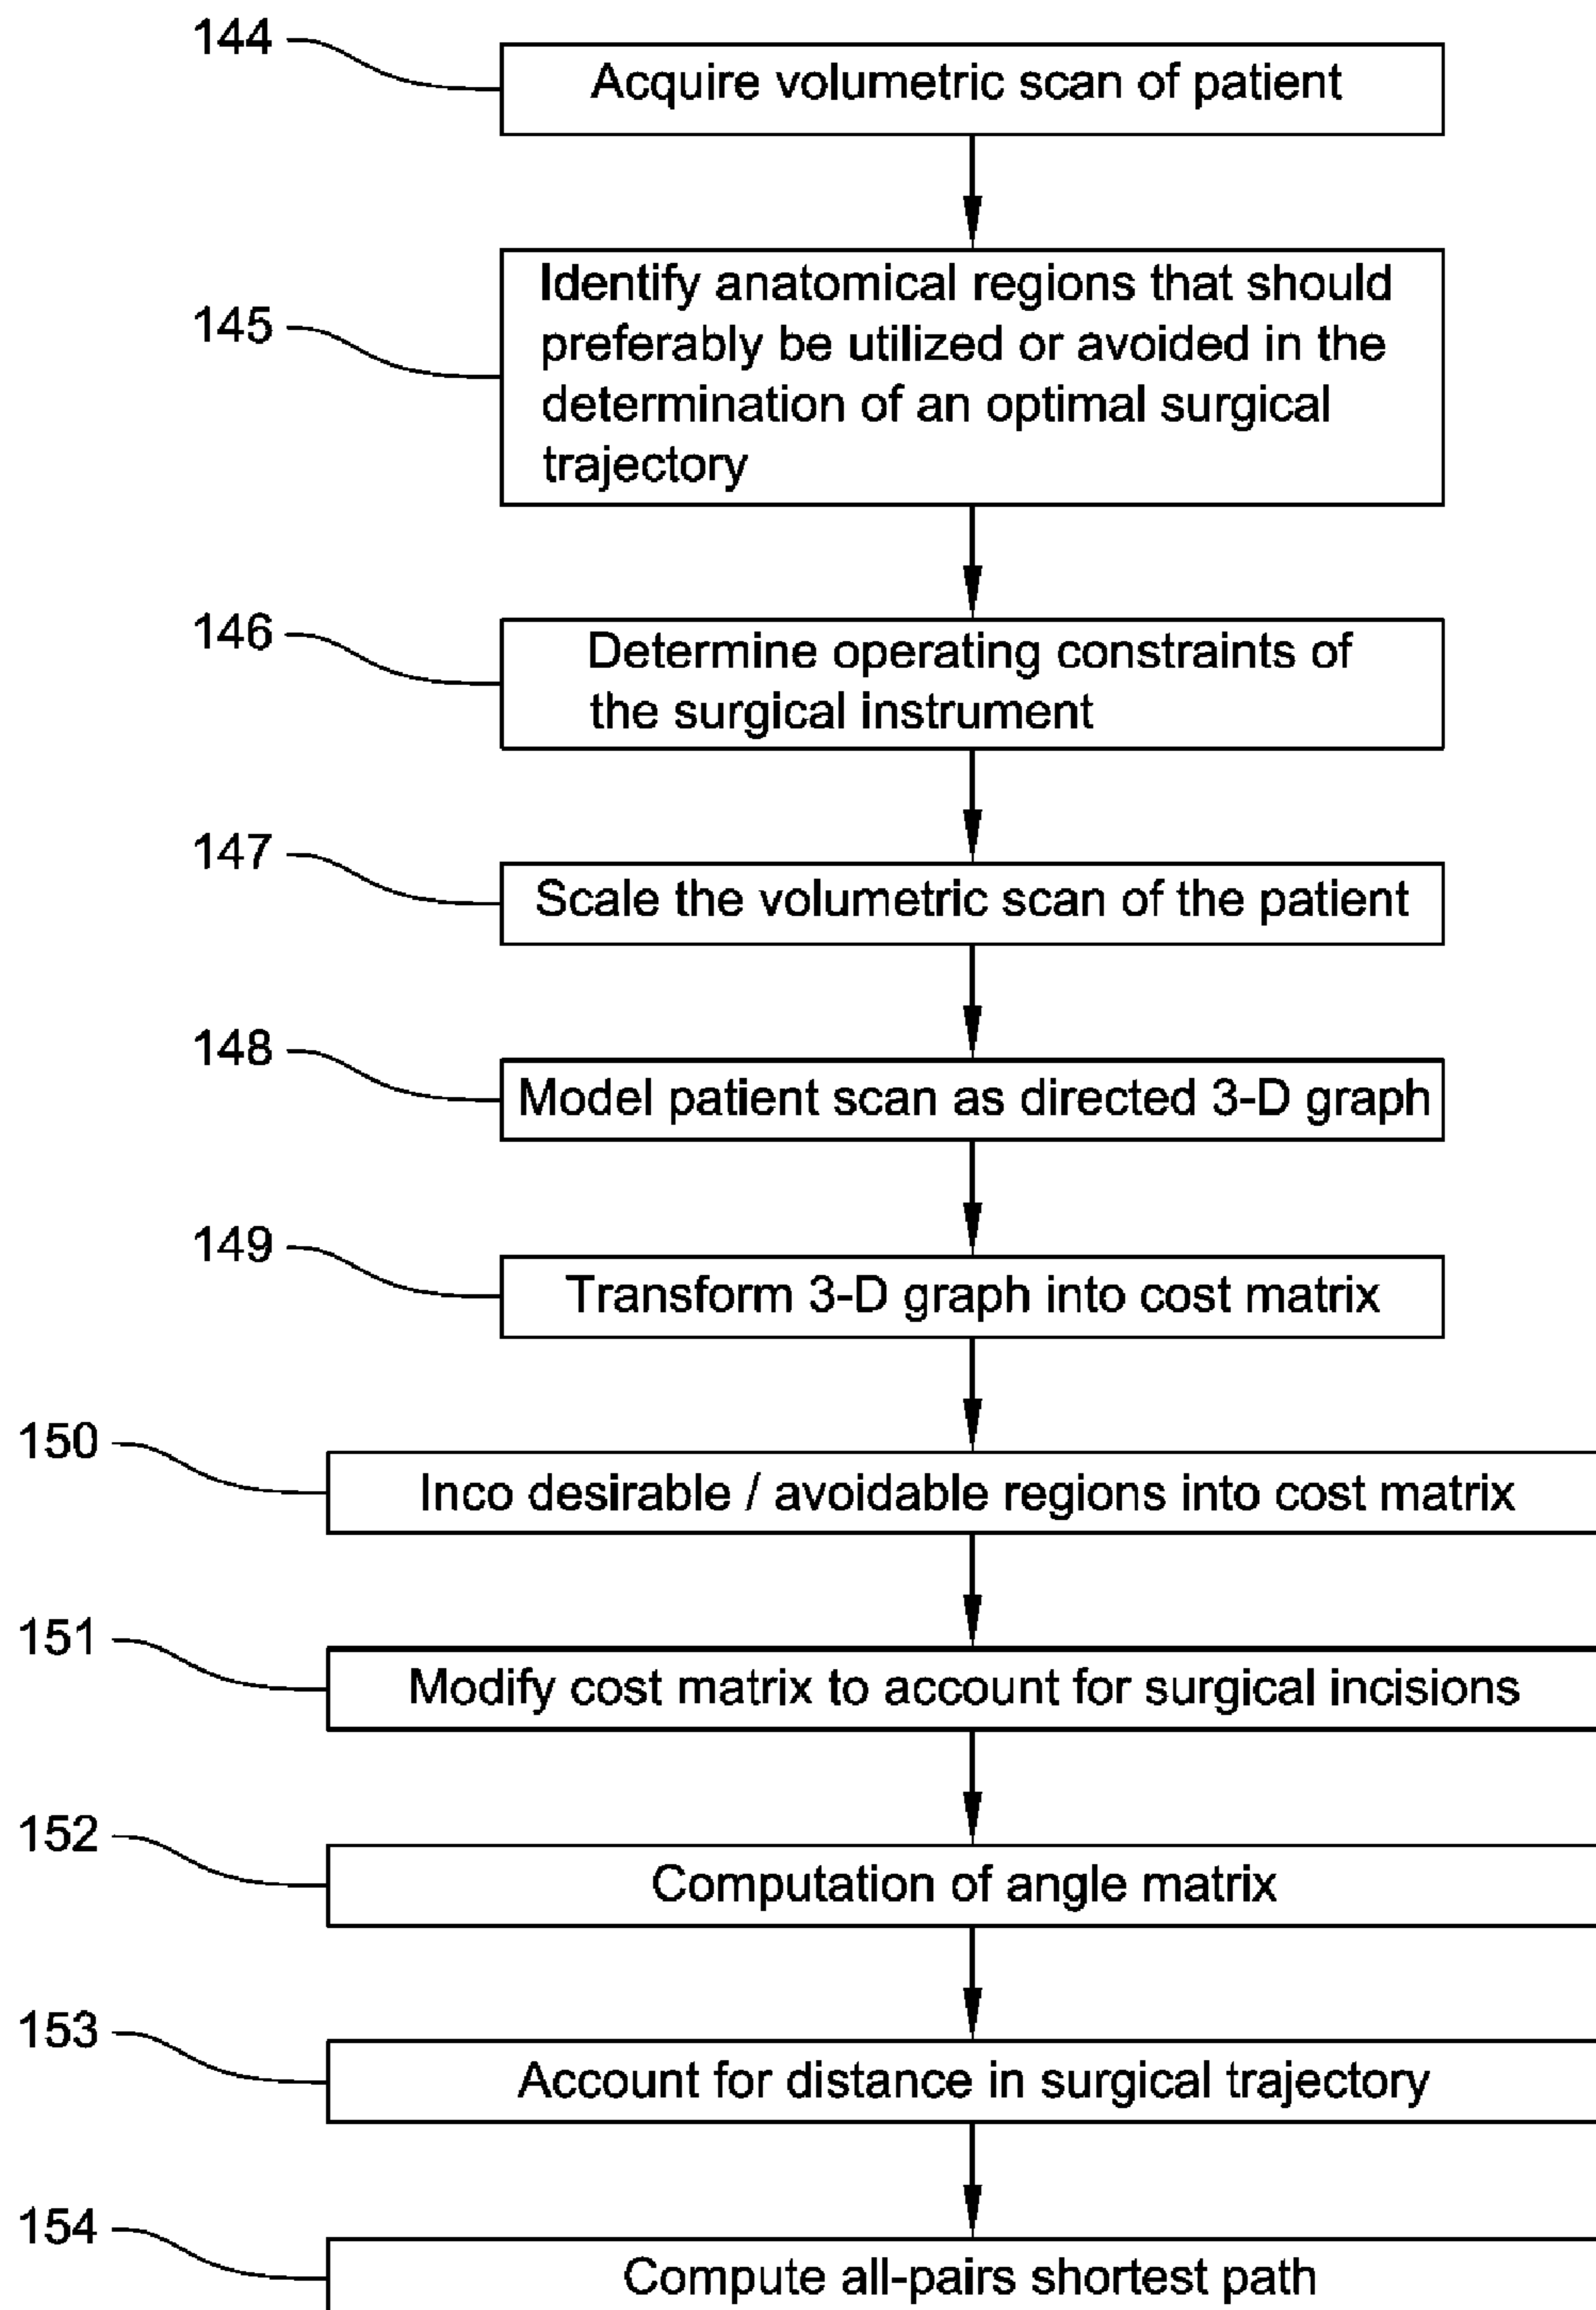 144
Acquire volumetric scan of patient
145
Identify anatomical regions that should
preferably be utilized or avoided in the
determination of an optimal surgical
trajectory
146
Determine operating constraints of
the surgical instrument
147
Scale the volumetric scan of the patient
148
Model patient scan as directed 3-D graph
149
Transform 3-D graph into cost matrix
150
Inco desirable / avoidable regions into cost matrix
151
Modify cost matrix to account for surgical incisions
152
Computation of angle matrix
153
Account for distance in surgical trajectory
154
Compute all-pairs shortest path